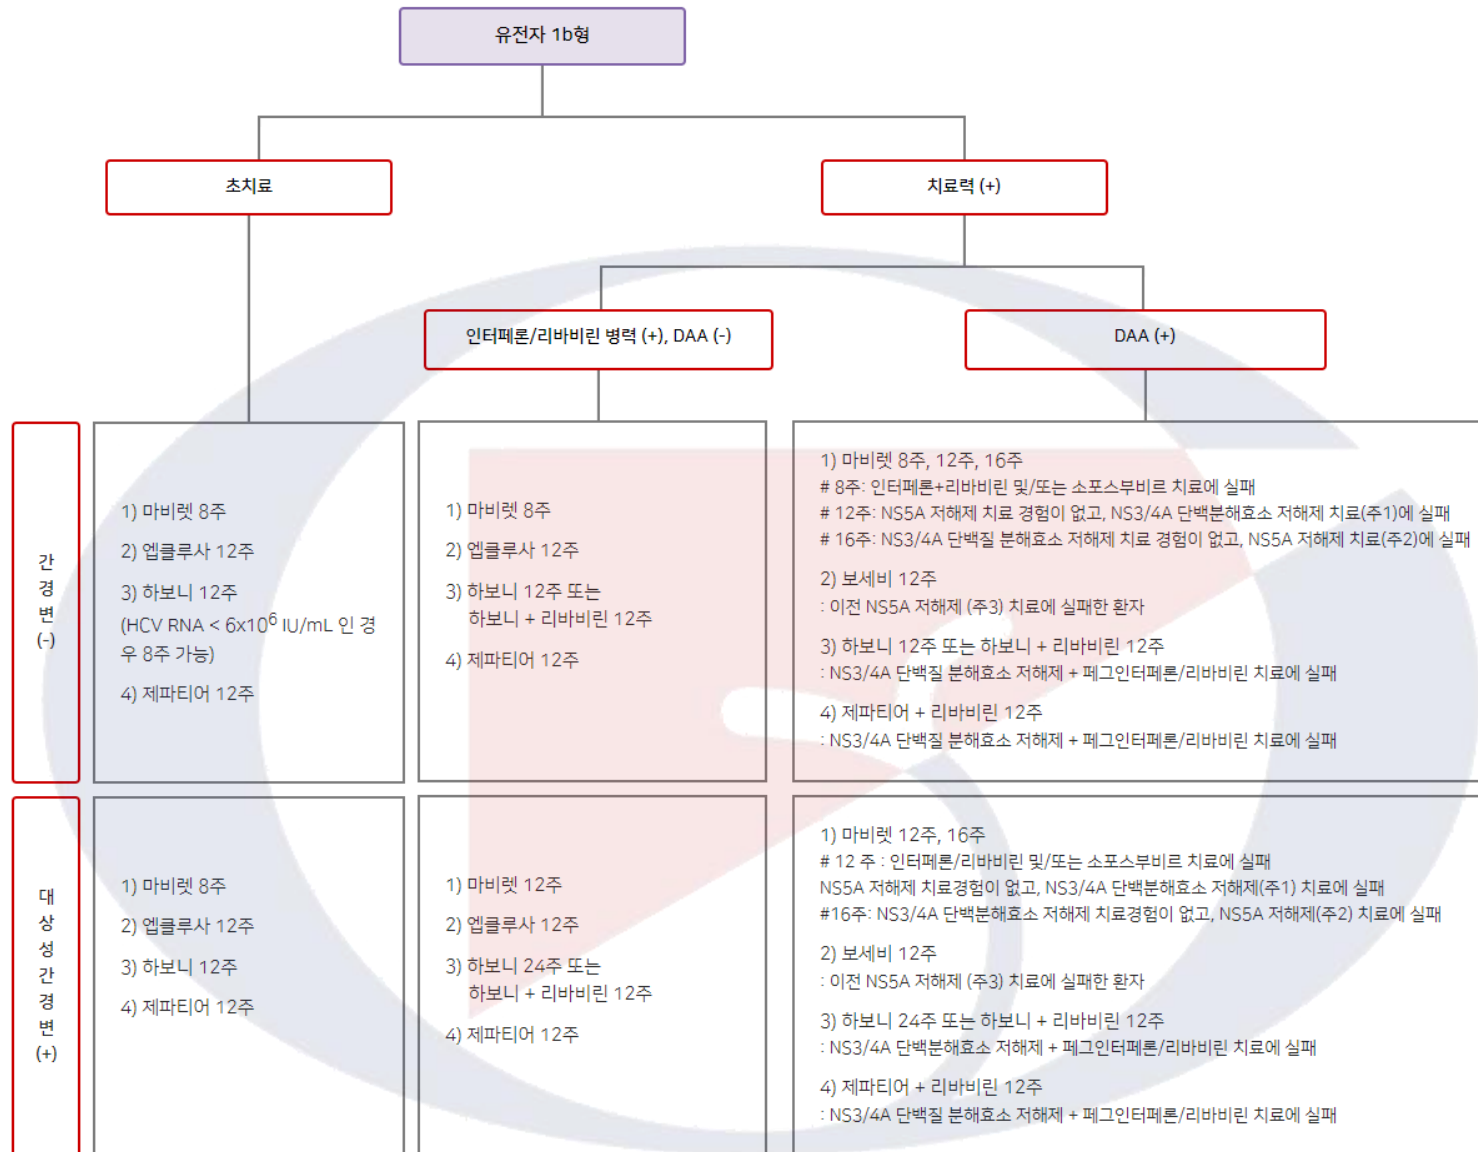 유전자 1b형
초치료
치료력 (+)
인터페론/리바비린 병력 (+), DAA (-)
DAA (+)
간
경
변
(-)
1) 마비렛 8주
2) 엡클루사 12주
3) 하보니 12주
(HCV RNA < 6x10⁶ IU/mL 인 경
우 8주 가능)
4) 제파티어 12주
1) 마비렛 8주
2) 엡클루사 12주
3) 하보니 12주 또는
하보니 + 리바비린 12주
4) 제파티어 12주
1) 마비렛 8주, 12주, 16주
# 8주: 인터페론+리바비린 및/또는 소포스부비르 치료에 실패
# 12주: NS5A 저해제 치료 경험이 없고, NS3/4A 단백분해효소 저해제 치료(주1)에 실패
# 16주: NS3/4A 단백질 분해효소 저해제 치료 경험이 없고, NS5A 저해제 치료(주2)에 실패
2) 보세비 12주
: 이전 NS5A 저해제 (주3) 치료에 실패한 환자
3) 하보니 12주 또는 하보니 + 리바비린 12주
: NS3/4A 단백질 분해효소 저해제 + 페그인터페론/리바비린 치료에 실패
4) 제파티어 + 리바비린 12주
: NS3/4A 단백질 분해효소 저해제 + 페그인터페론/리바비린 치료에 실패
대
상
성
간
경
변
(+)
1) 마비렛 8주
2) 엡클루사 12주
3) 하보니 12주
4) 제파티어 12주
1) 마비렛 12주
2) 엡클루사 12주
3) 하보니 24주 또는
하보니 + 리바비린 12주
4) 제파티어 12주
1) 마비렛 12주, 16주
# 12 주 : 인터페론/리바비린 및/또는 소포스부비르 치료에 실패
NS5A 저해제 치료경험이 없고, NS3/4A 단백분해효소 저해제(주1) 치료에 실패
#16주: NS3/4A 단백분해효소 저해제 치료경험이 없고, NS5A 저해제(주2) 치료에 실패
2) 보세비 12주
: 이전 NS5A 저해제 (주3) 치료에 실패한 환자
3) 하보니 24주 또는 하보니 + 리바비린 12주
: NS3/4A 단백분해효소 저해제 + 페그인터페론/리바비린 치료에 실패
4) 제파티어 + 리바비린 12주
: NS3/4A 단백질 분해효소 저해제 + 페그인터페론/리바비린 치료에 실패